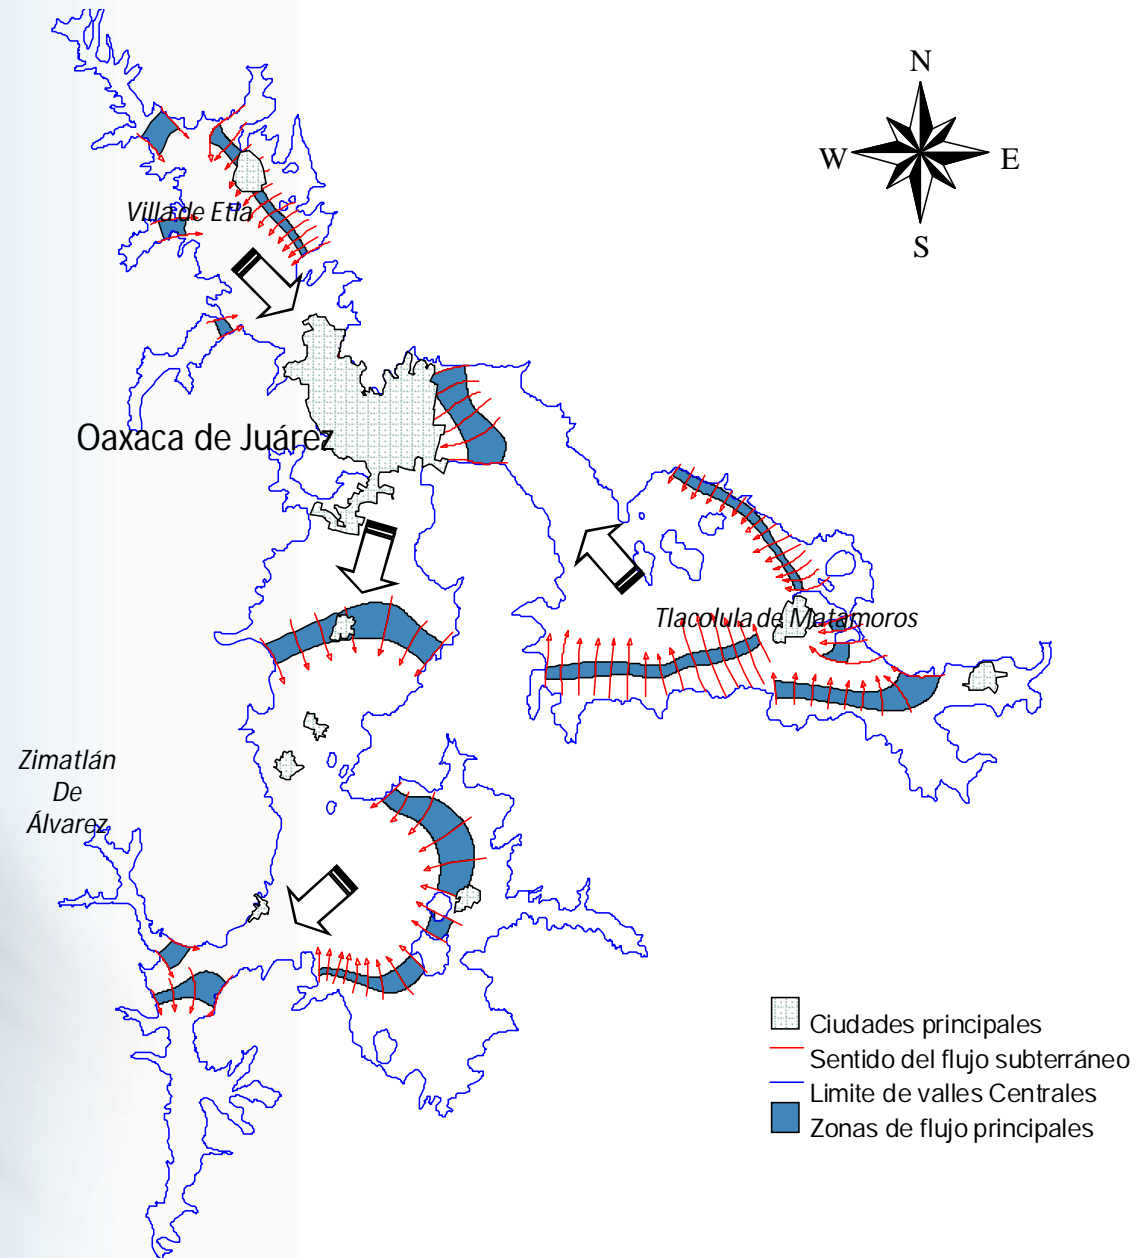 N
W
E
S
Villa de Etla
Oaxaca de Juárez
Tlacolula de Matamoros
Zimatlán
De
Álvarez
Ciudades principales
Sentido del flujo subterráneo
Limite de valles Centrales
Zonas de flujo principales